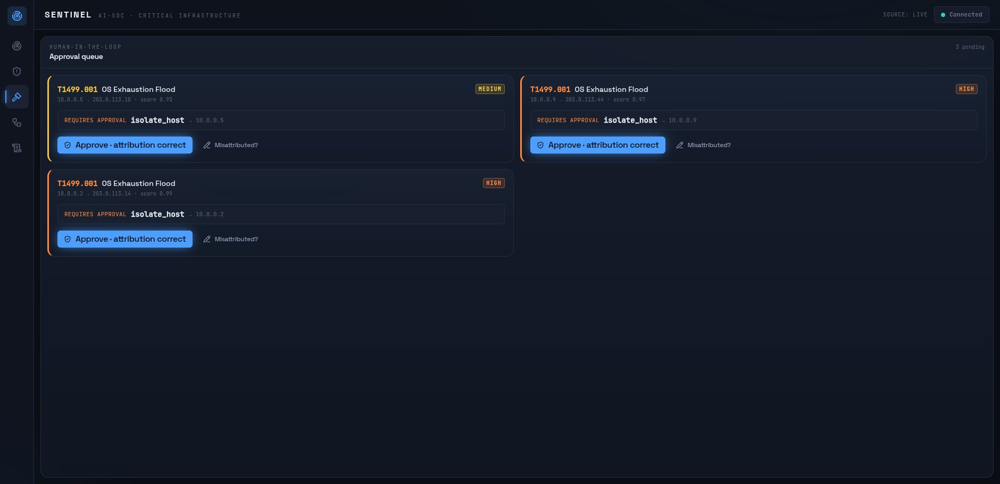 SENTINEL AI-SOC · CRITICAL INFRASTRUCTURE
SOURCE: LIVE
Connected
HUMAN-IN-THE-LOOP
Approval queue
3 pending
T1499.001 OS Exhaustion Flood
MEDIUM
10.0.0.5 → 203.0.113.10 · score 0.93
REQUIRES APPROVAL isolate_host → 10.0.0.5
Approve · attribution correct
Misattributed?
T1499.001 OS Exhaustion Flood
HIGH
10.0.0.9 → 203.0.113.44 · score 0.97
REQUIRES APPROVAL isolate_host → 10.0.0.9
Approve · attribution correct
Misattributed?
T1499.001 OS Exhaustion Flood
HIGH
10.0.0.2 → 203.0.113.14 · score 0.99
REQUIRES APPROVAL isolate_host → 10.0.0.2
Approve · attribution correct
Misattributed?